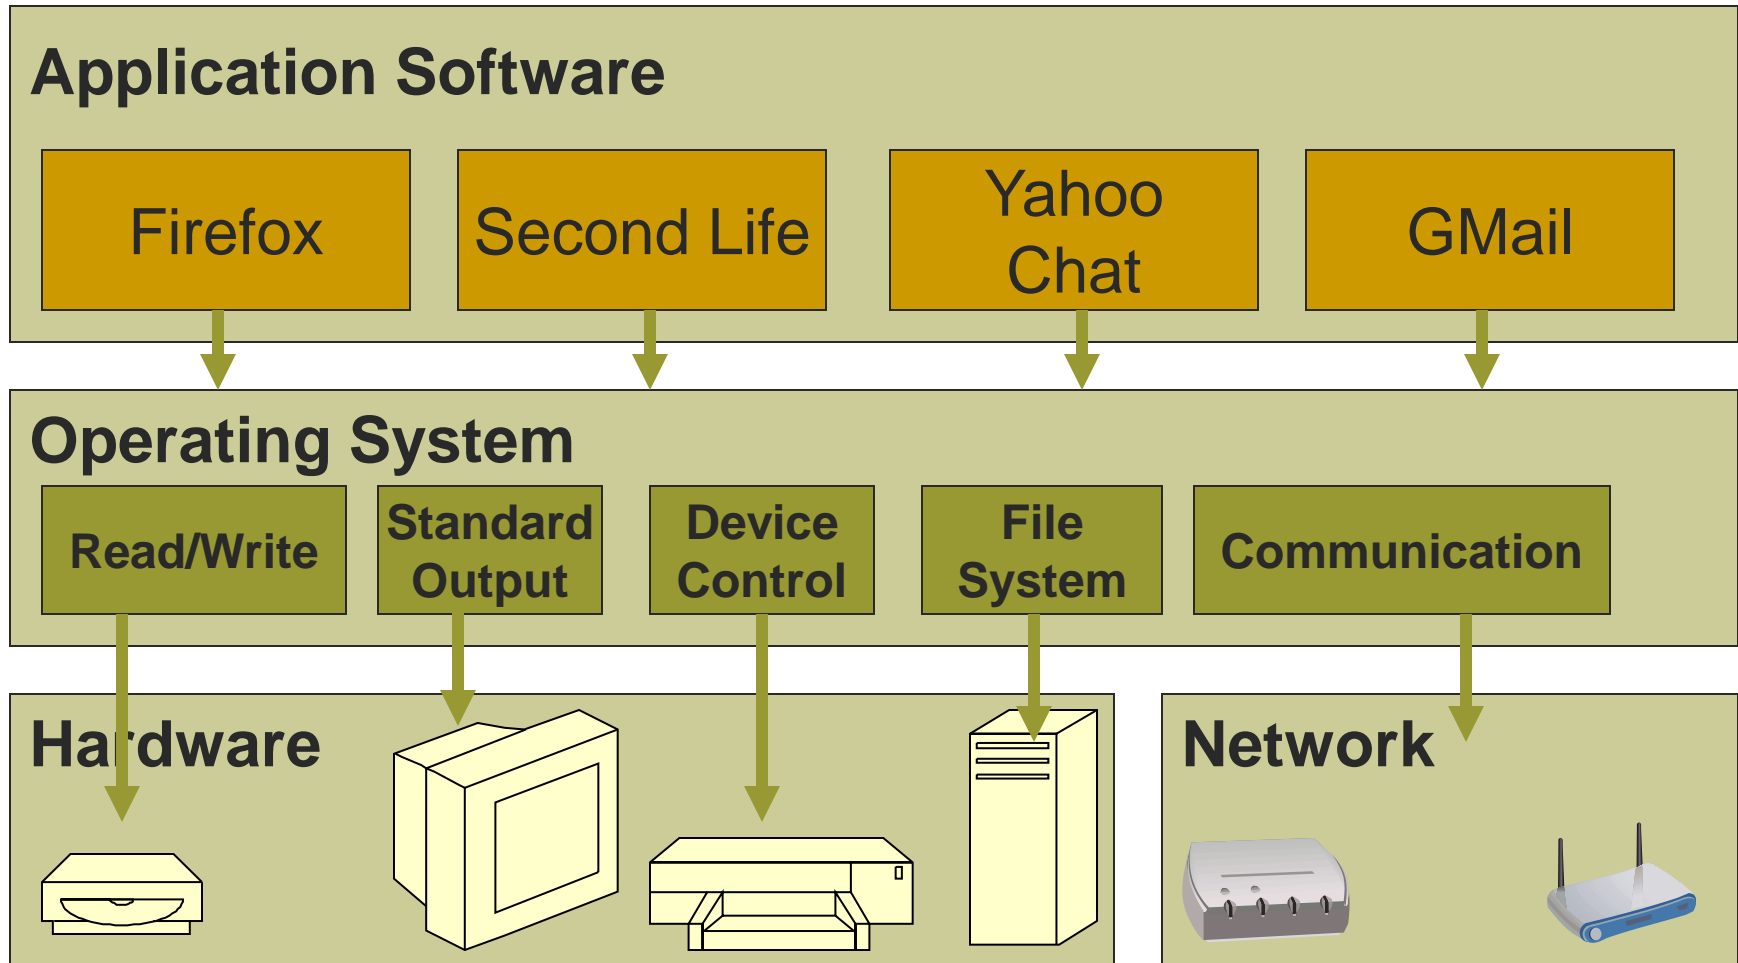 Application Software
Firefox
Second Life
Yahoo
Chat
GMail
Operating System
Read/Write
Standard
Output
Device
Control
File
System
Communication
Hardware
Network